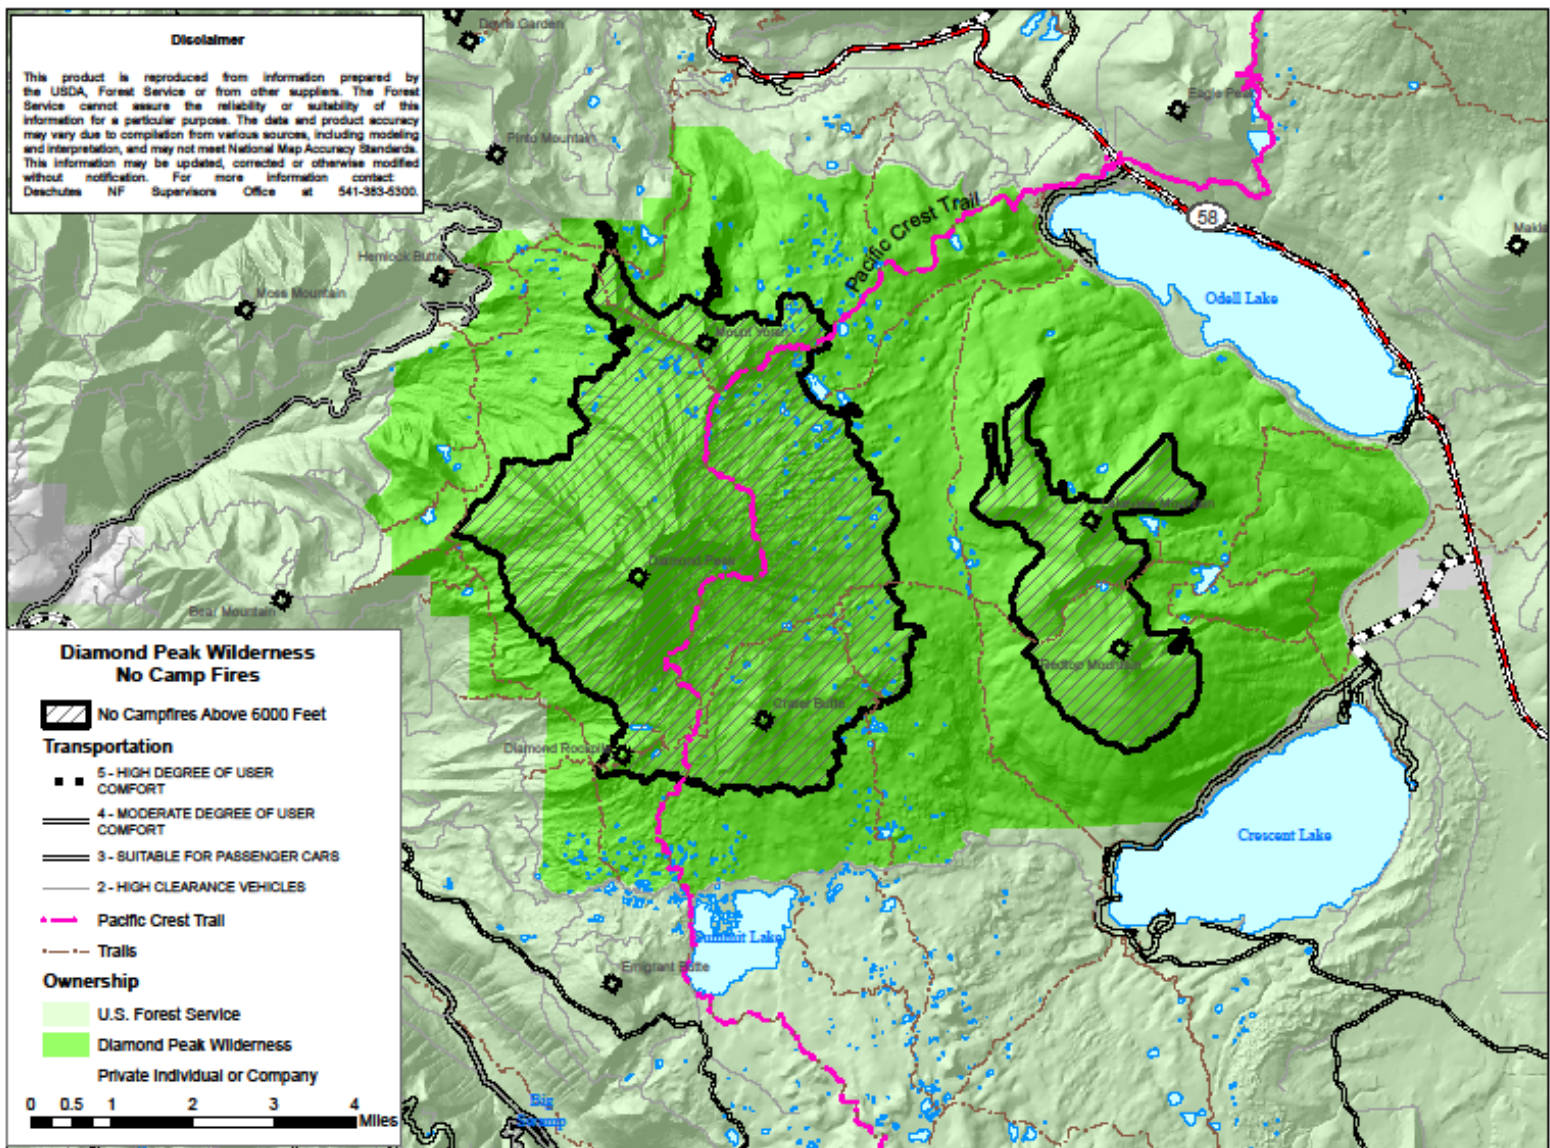 Disclaimer
This product is reproduced from information prepared by
the USDA, Forest Service or from other suppliers. The Forest
Service cannot assure the reliability or suitability of this
information for a particular purpose. The data and product accuracy
may vary due to compilation from various sources, including modeling
and interpretation, and may not meet National Map Accuracy Standards.
This information may be updated, corrected or otherwise modified
without notification. For more information contact:
Deschutes NF Supervisors Office at 541-383-5300.
Garden
Pinto Mountain
Eagle Peak
Pacific Crest Trail
58
Hemlock Butte
Moss Mountain
Odell Lake
Mount Yoran
Diamond Peak
Bear Mountain
Redtop Mountain
Crater Butte
Diamond Rockpile
Crescent Lake
Summit Lake
Emigrant Butte
Big
Swamp
Diamond Peak Wilderness
No Camp Fires
No Campfires Above 6000 Feet
Transportation
5 - HIGH DEGREE OF USER
COMFORT
4 - MODERATE DEGREE OF USER
COMFORT
3 - SUITABLE FOR PASSENGER CARS
2 - HIGH CLEARANCE VEHICLES
Pacific Crest Trail
Trails
Ownership
U.S. Forest Service
Diamond Peak Wilderness
Private Individual or Company
0 0.5 1 2 3 4
Miles